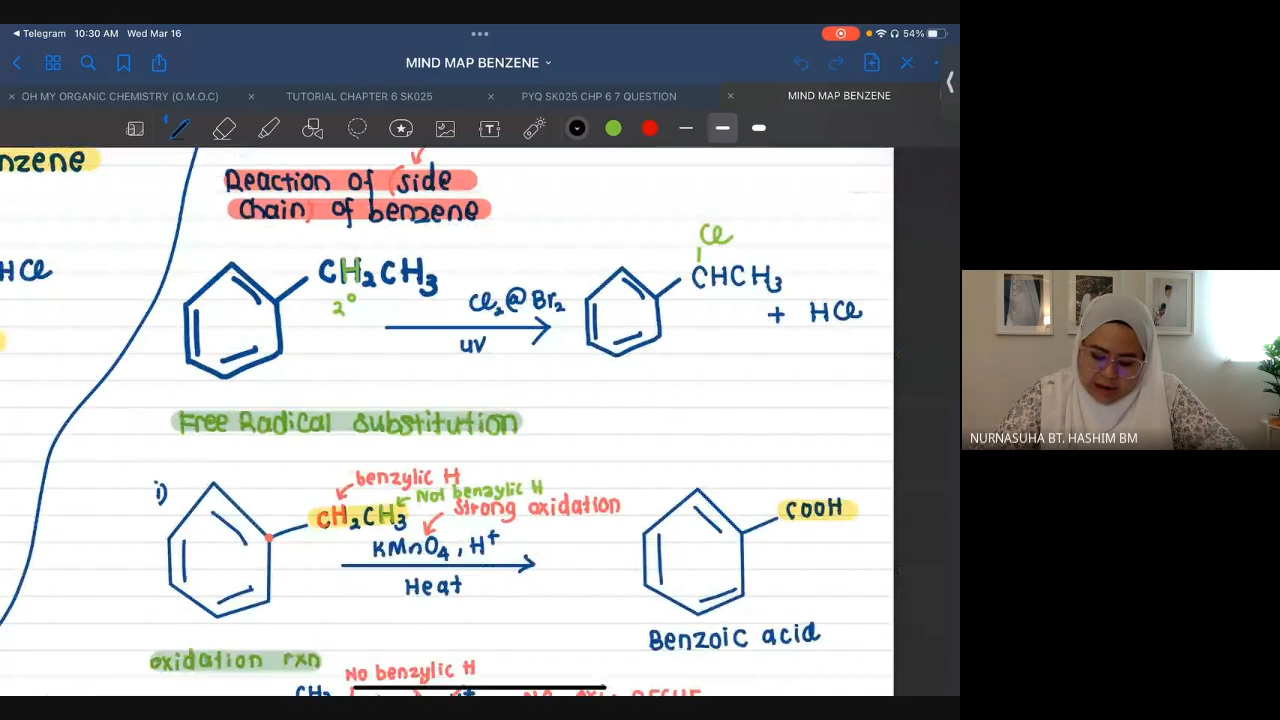 Telegram 10:30 AM Wed Mar 16 54%
MIND MAP BENZENE
OH MY ORGANIC CHEMISTRY (O.M.O.C) TUTORIAL CHAPTER 6 SK025 PYQ SK025 CHP 6 7 QUESTION MIND MAP BENZENE
nzene
Reaction of (side
chain) of benzene
HCl
CH₂CH₃
2°
Cl₂ @ Br₂
UV
Cl
CHCH₃
+ HCl
Free Radical substitution
i)
benzylic H
Not benzylic H
CH₂CH₃
strong oxidation
KMnO₄, H⁺
Heat
COOH
Benzoic acid
oxidation rxn
No benzylic H
NURNASUHA BT. HASHIM BM